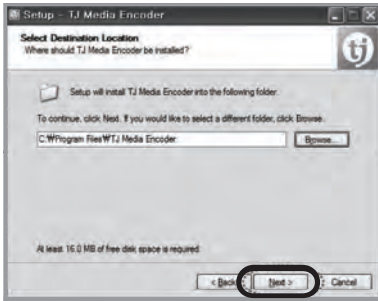 Setup - TJ Media Encoder
Select Destination Location
Where should TJ Media Encoder be installed?
tj
Setup will install TJ Media Encoder into the following folder.
To continue, click Next. If you would like to select a different folder, click Browse.
C:₩Program Files₩TJ Media Encoder
Browse...
At least 16.0 MB of free disk space is required.
< Back
Next >
Cancel